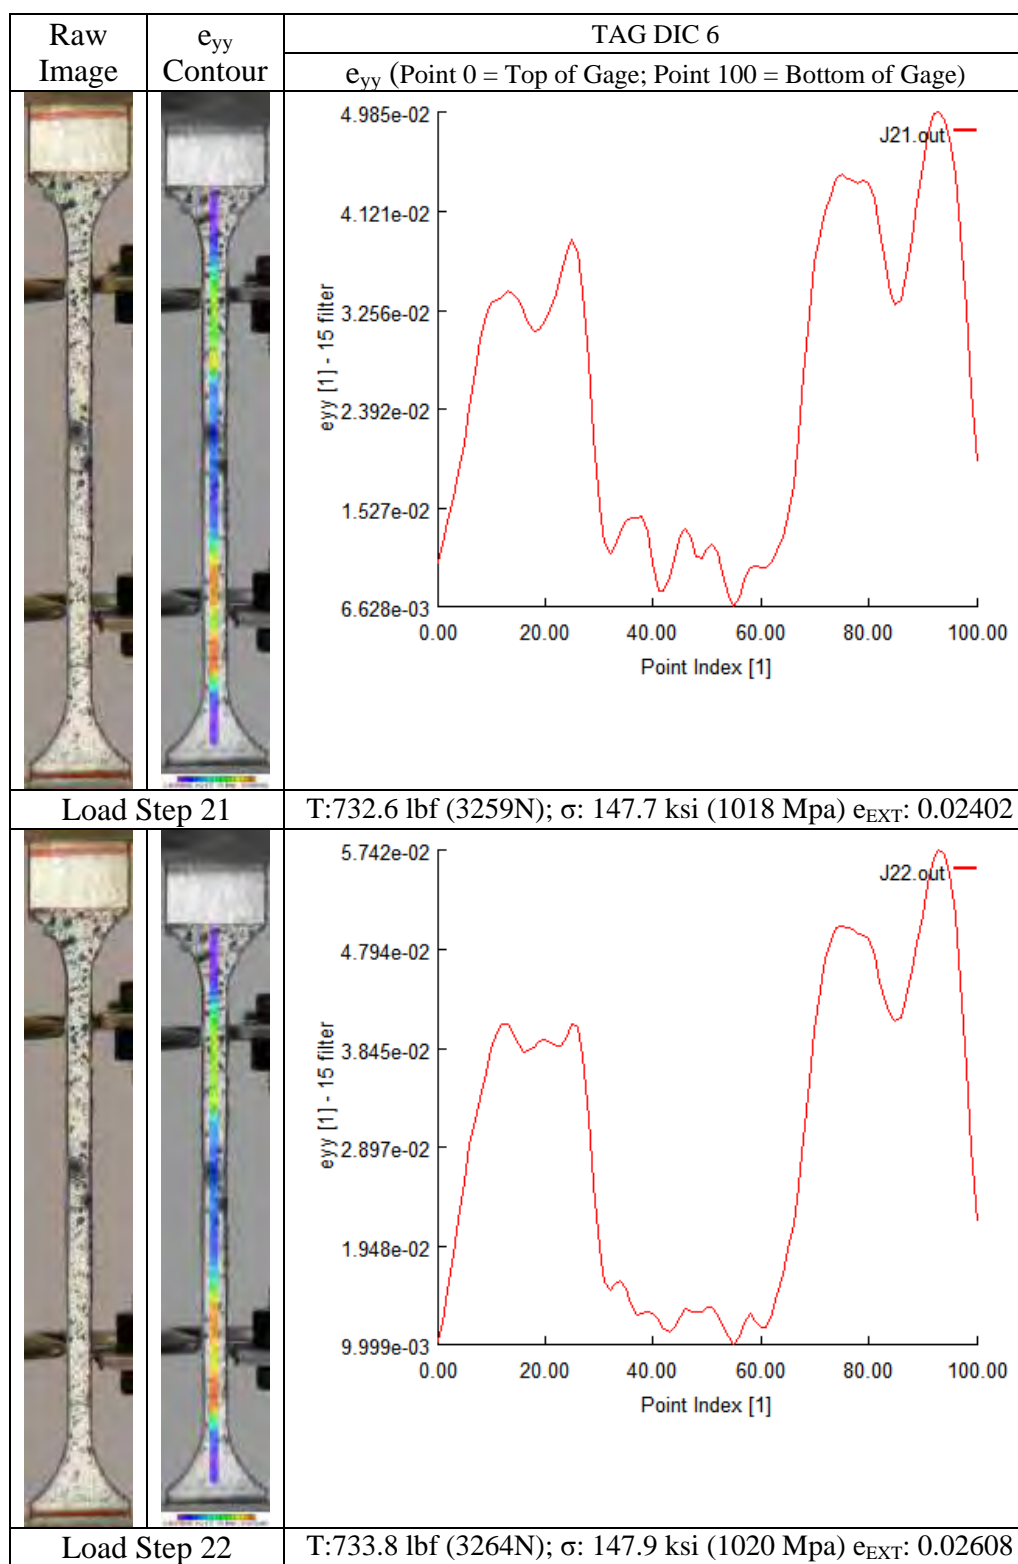 Raw Image
e_yy Contour
TAG DIC 6
e_yy (Point 0 = Top of Gage; Point 100 = Bottom of Gage)
4.985e-02
J21.out
4.121e-02
3.256e-02
eyy [1] - 15 filter
2.392e-02
1.527e-02
6.628e-03
0.00 20.00 40.00 60.00 80.00 100.00
Point Index [1]
Load Step 21
T:732.6 lbf (3259N); σ: 147.7 ksi (1018 Mpa) e_EXT: 0.02402
5.742e-02
J22.out
4.794e-02
3.845e-02
eyy [1] - 15 filter
2.897e-02
1.948e-02
9.999e-03
0.00 20.00 40.00 60.00 80.00 100.00
Point Index [1]
Load Step 22
T:733.8 lbf (3264N); σ: 147.9 ksi (1020 Mpa) e_EXT: 0.02608